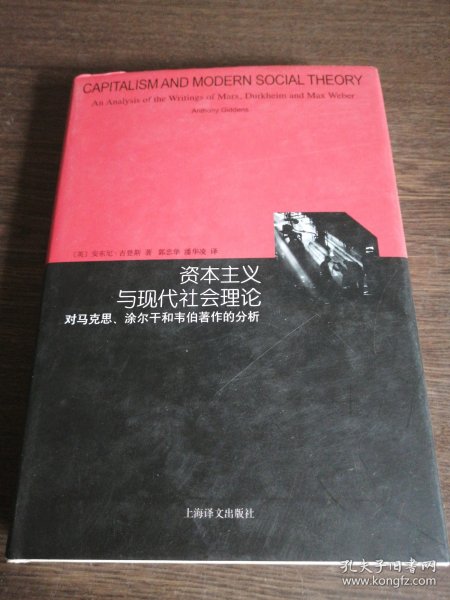 CAPITALISM AND MODERN SOCIAL THEORY
An Analysis of the Writings of Marx, Durkheim and Max Weber
Anthony Giddens
〔英〕安东尼·吉登斯 著 郭忠华 潘华凌 译
资本主义
与现代社会理论
对马克思、涂尔干和韦伯著作的分析
上海译文出版社
孔夫子旧书网
www.kongfz.com